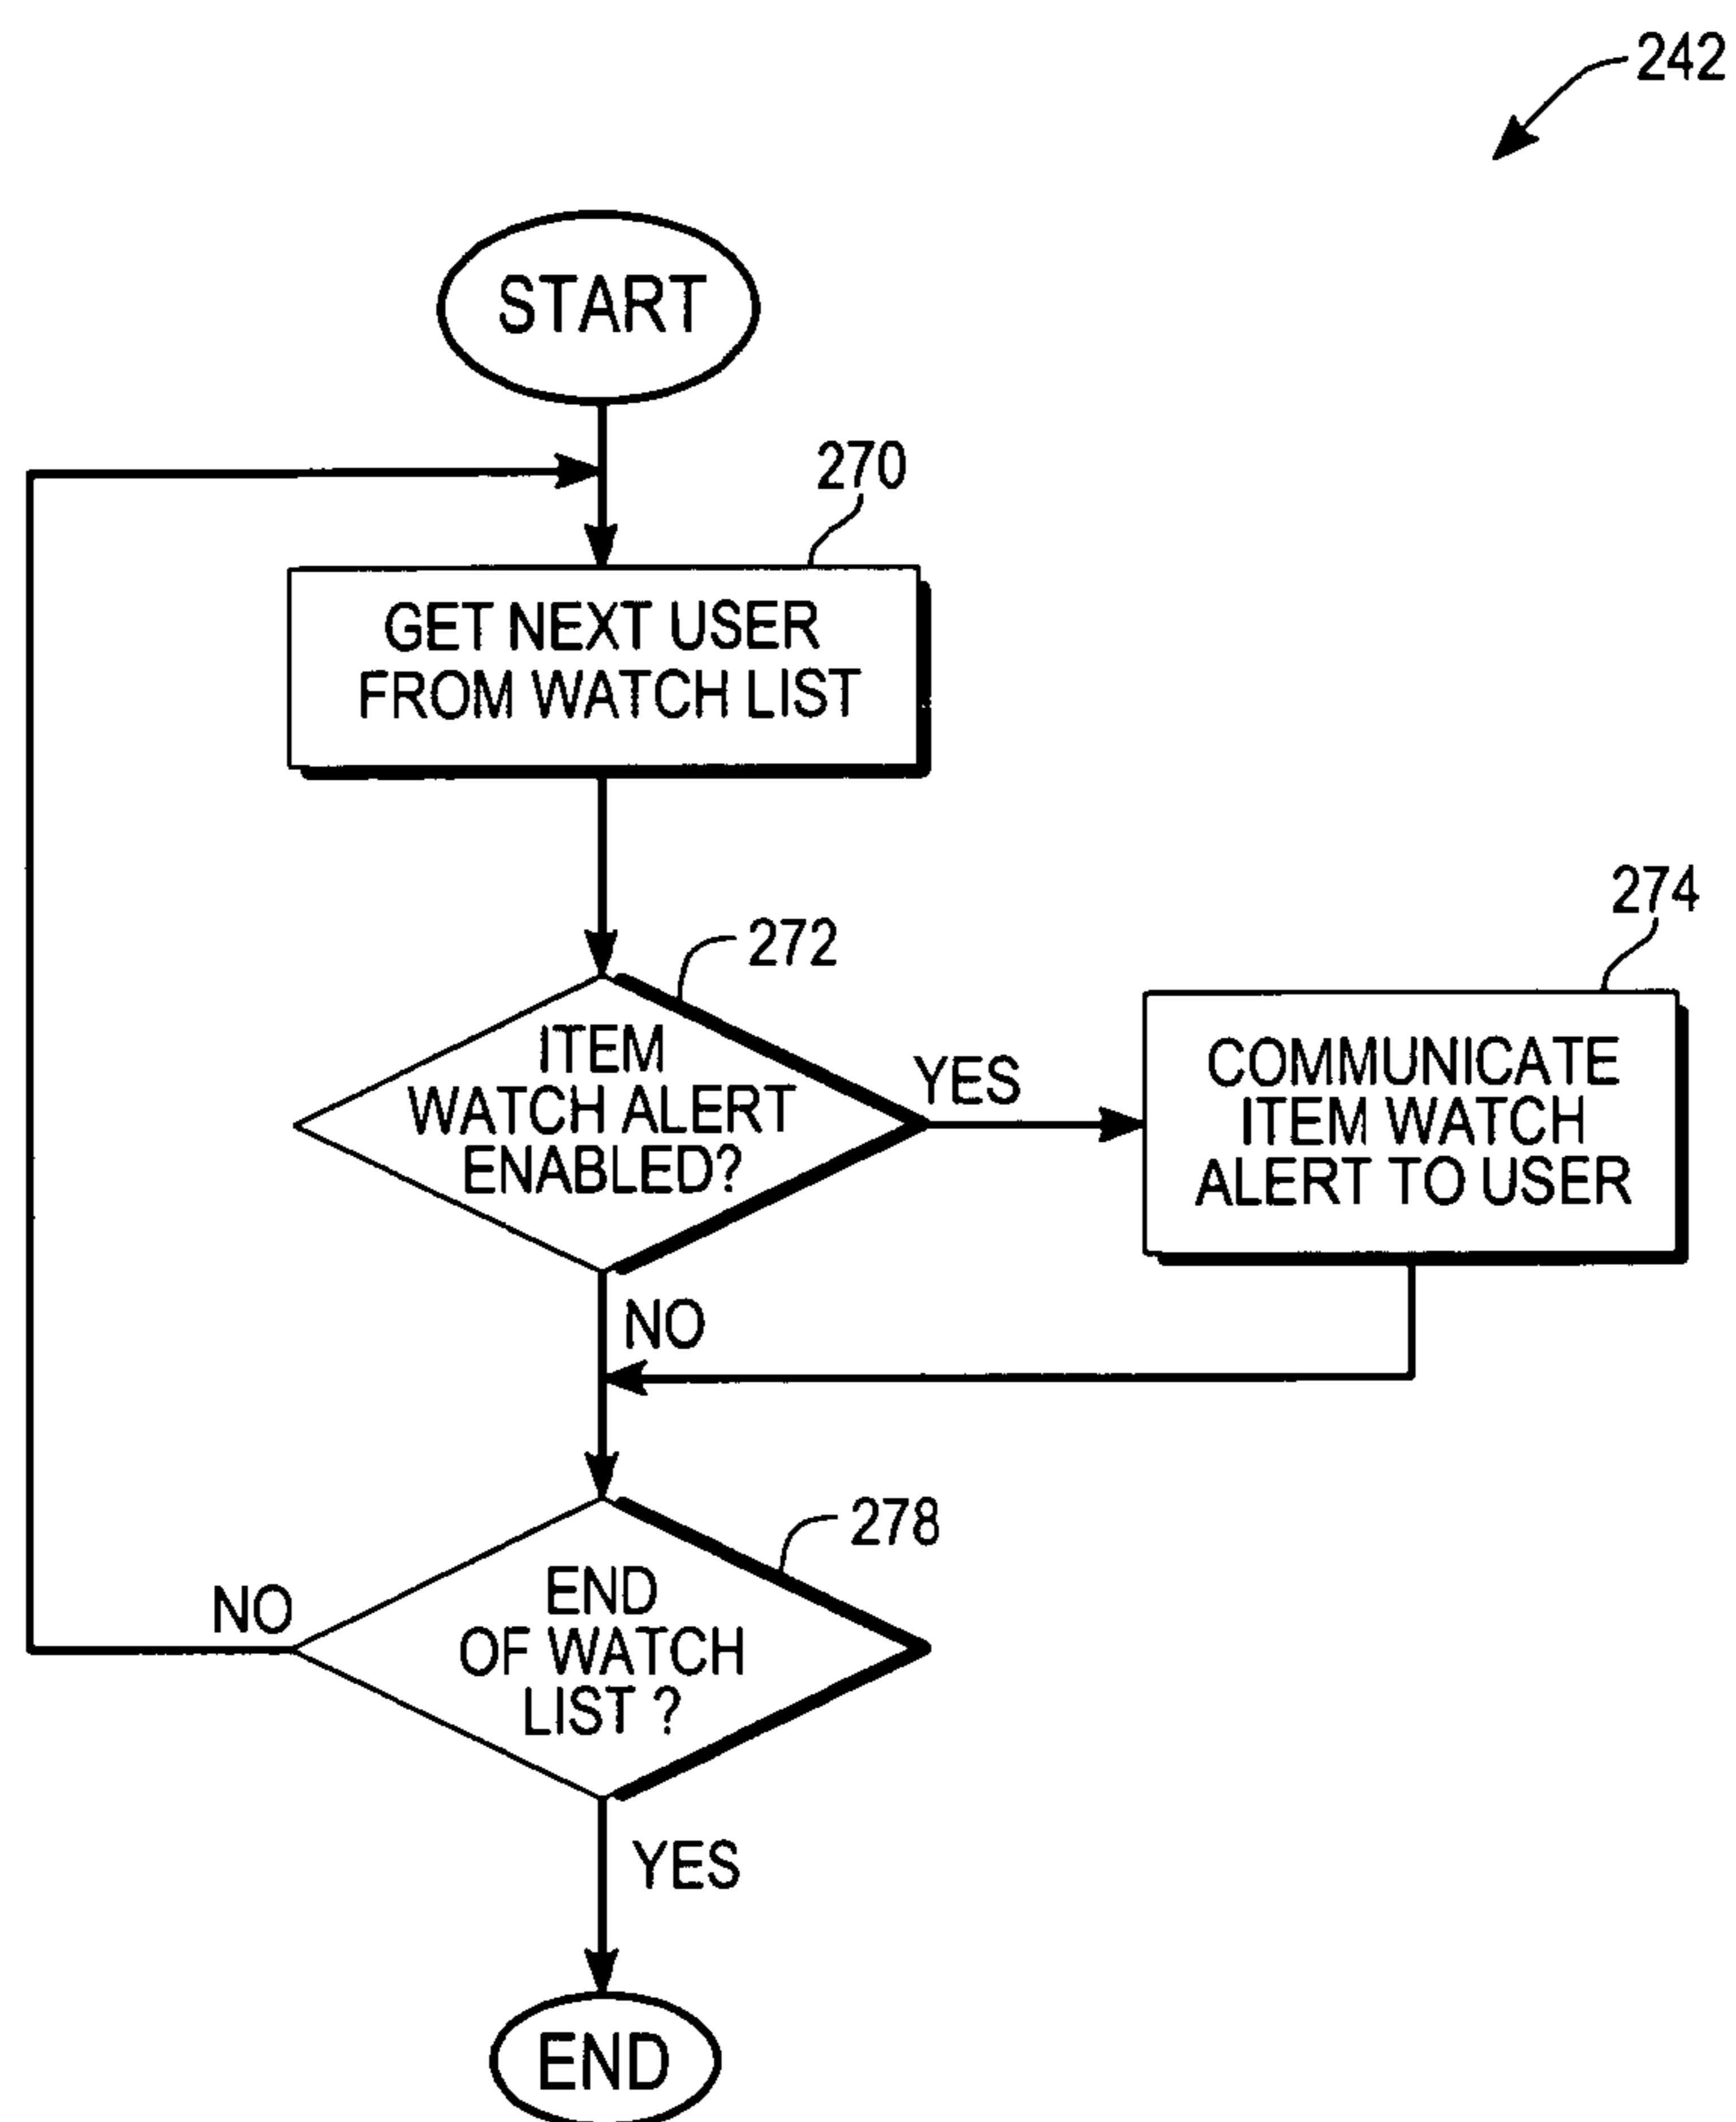 242
START
270
GET NEXT USER
FROM WATCH LIST
272
ITEM
WATCH ALERT
ENABLED?
YES
274
COMMUNICATE
ITEM WATCH
ALERT TO USER
NO
278
END
OF WATCH
LIST ?
NO
YES
END